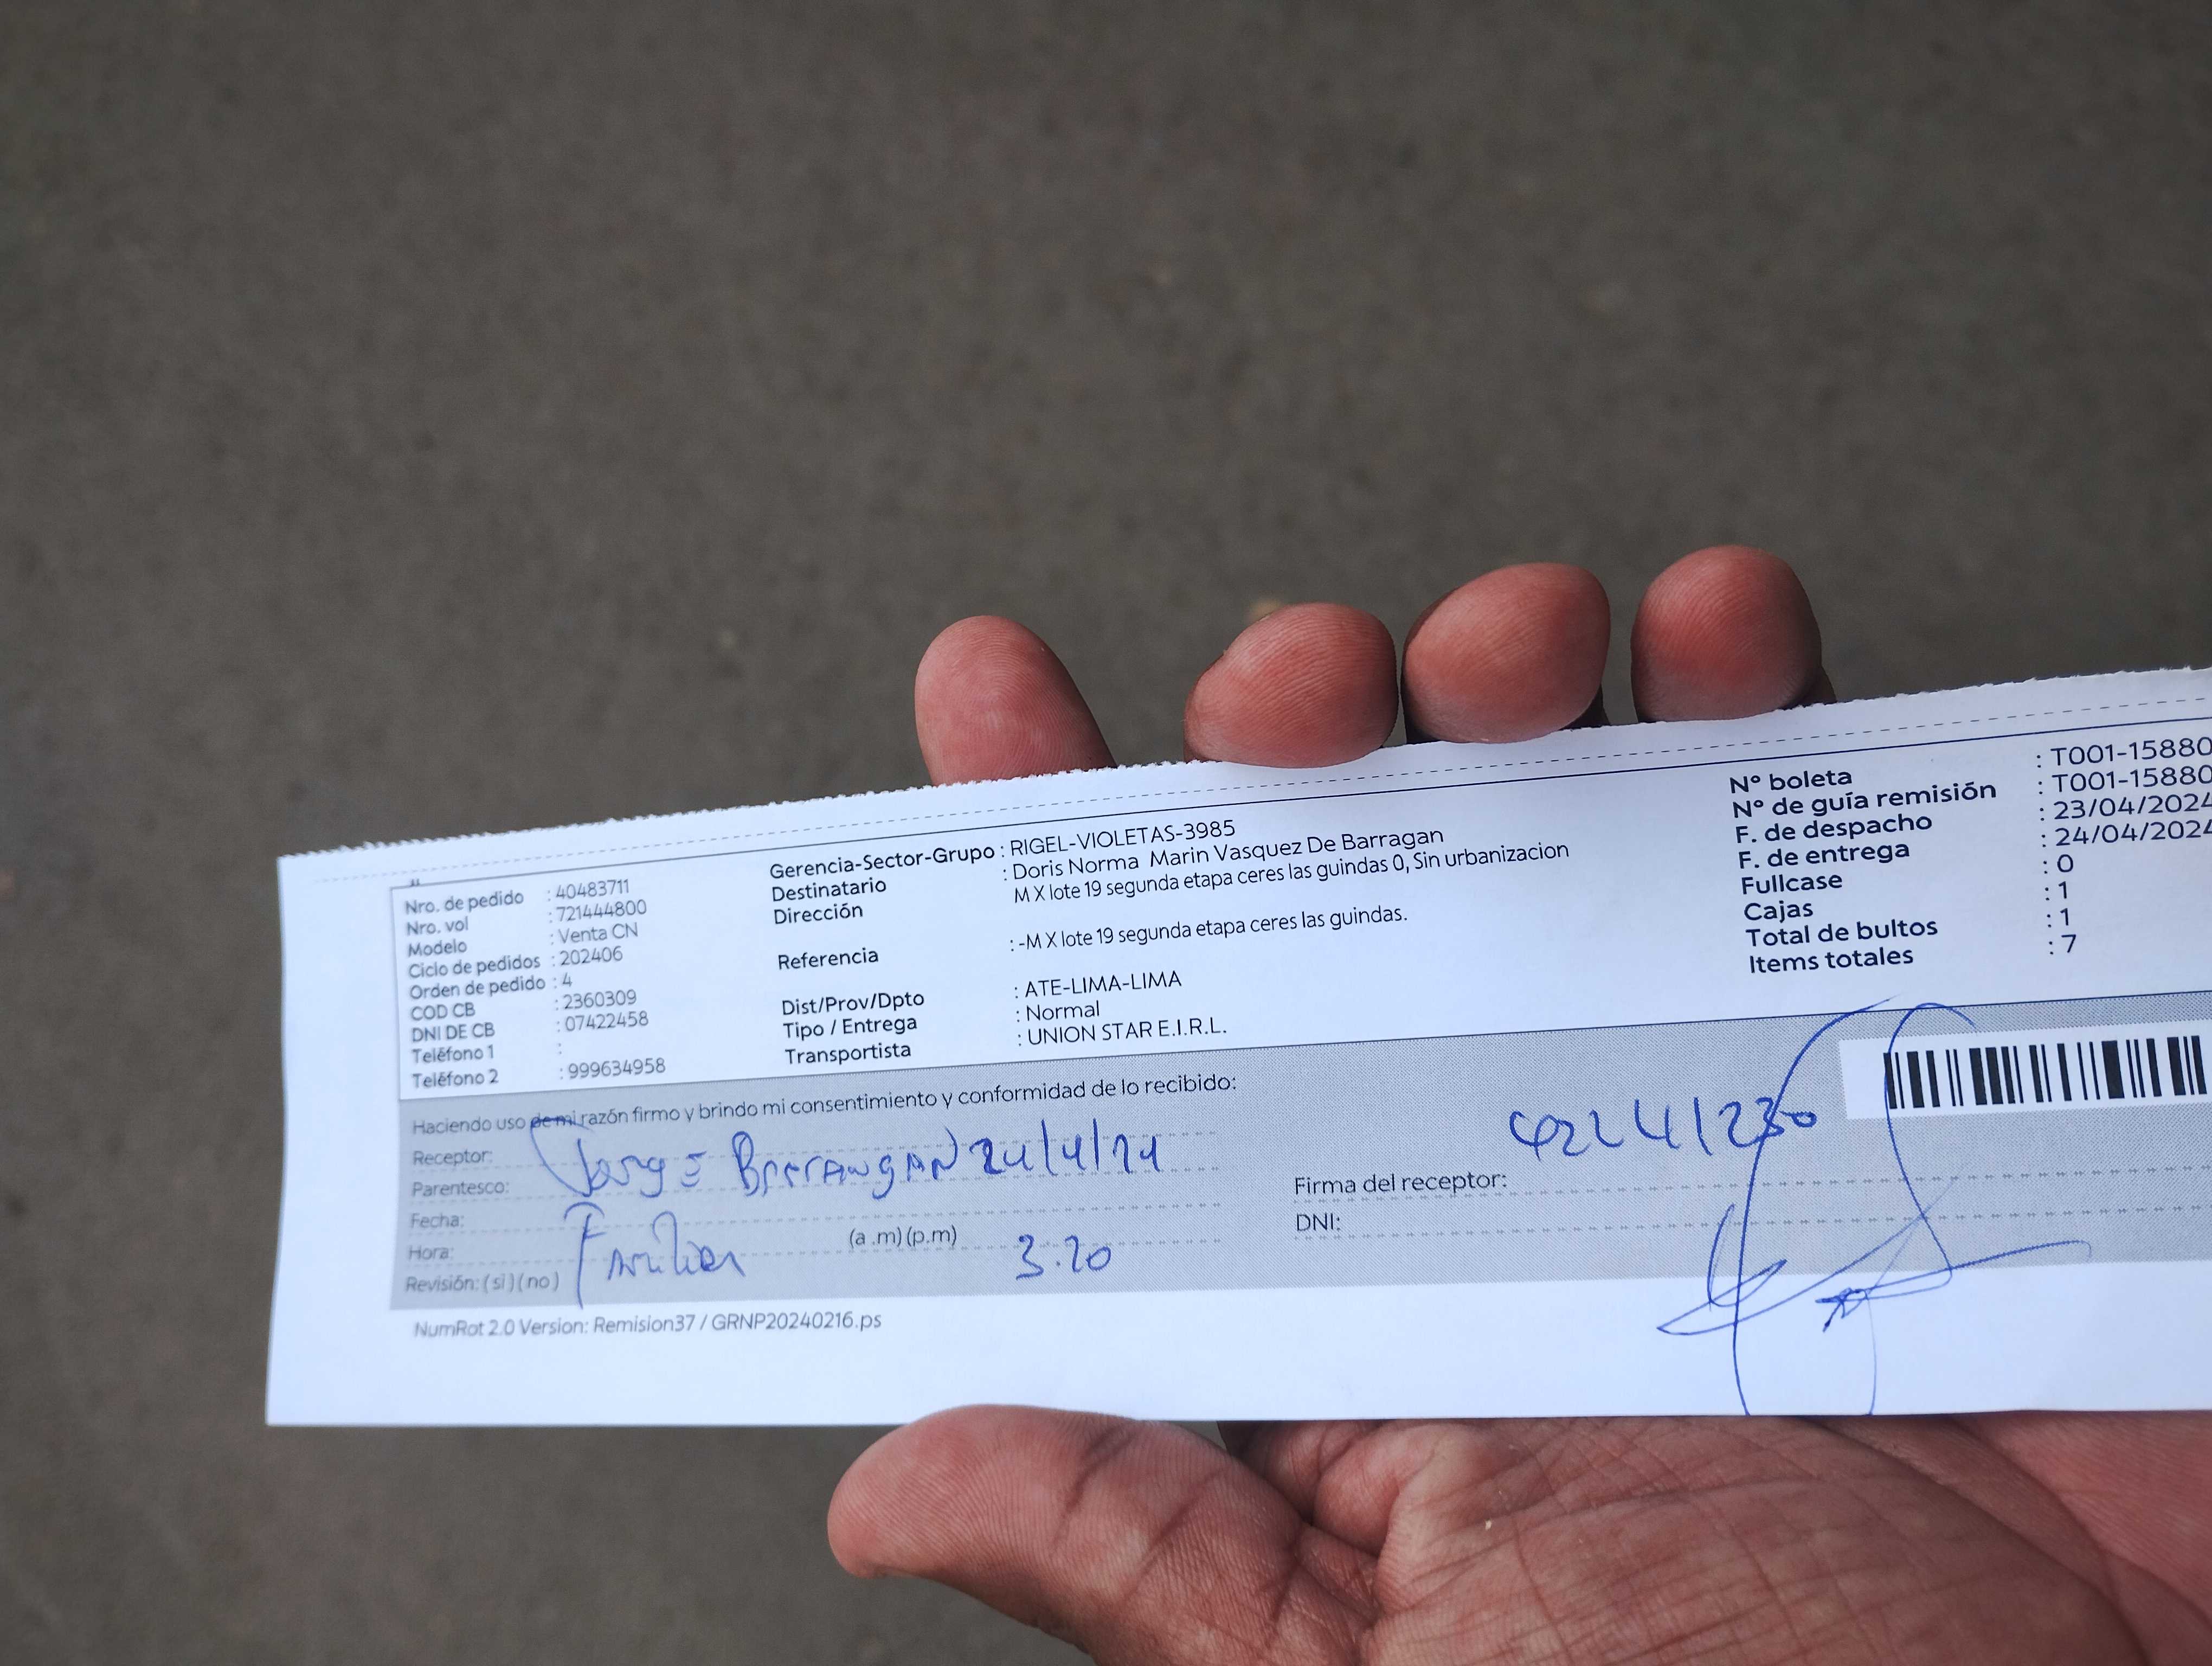 Nro. de pedido : 40483711
Nro. vol : 721444800
Modelo : Venta CN
Ciclo de pedidos : 202406
Orden de pedido : 4
COD CB : 2360309
DNI DE CB : 07422458
Teléfono 1 :
Teléfono 2 : 999634958
Gerencia-Sector-Grupo : RIGEL-VIOLETAS-3985
Destinatario : Doris Norma Marin Vasquez De Barragan
Dirección M X lote 19 segunda etapa ceres las guindas 0, Sin urbanizacion
Referencia : -M X lote 19 segunda etapa ceres las guindas.
Dist/Prov/Dpto : ATE-LIMA-LIMA
Tipo / Entrega : Normal
Transportista : UNION STAR E.I.R.L.
N° boleta : T001-15880
N° de guía remisión : T001-15880
F. de despacho : 23/04/2024
F. de entrega : 24/04/2024
Fullcase : 0
Cajas : 1
Total de bultos : 1
Items totales : 7
Haciendo uso de mi razón firmo y brindo mi consentimiento y conformidad de lo recibido:
Receptor: Jorge Barrangan 24/4/24
Parentesco:
Fecha:
Hora: Familiar (a .m) (p.m) 3.20
Revisión: ( si ) ( no )
Firma del receptor:
DNI:
NumRot 2.0 Version: Remision37 / GRNP20240216.ps